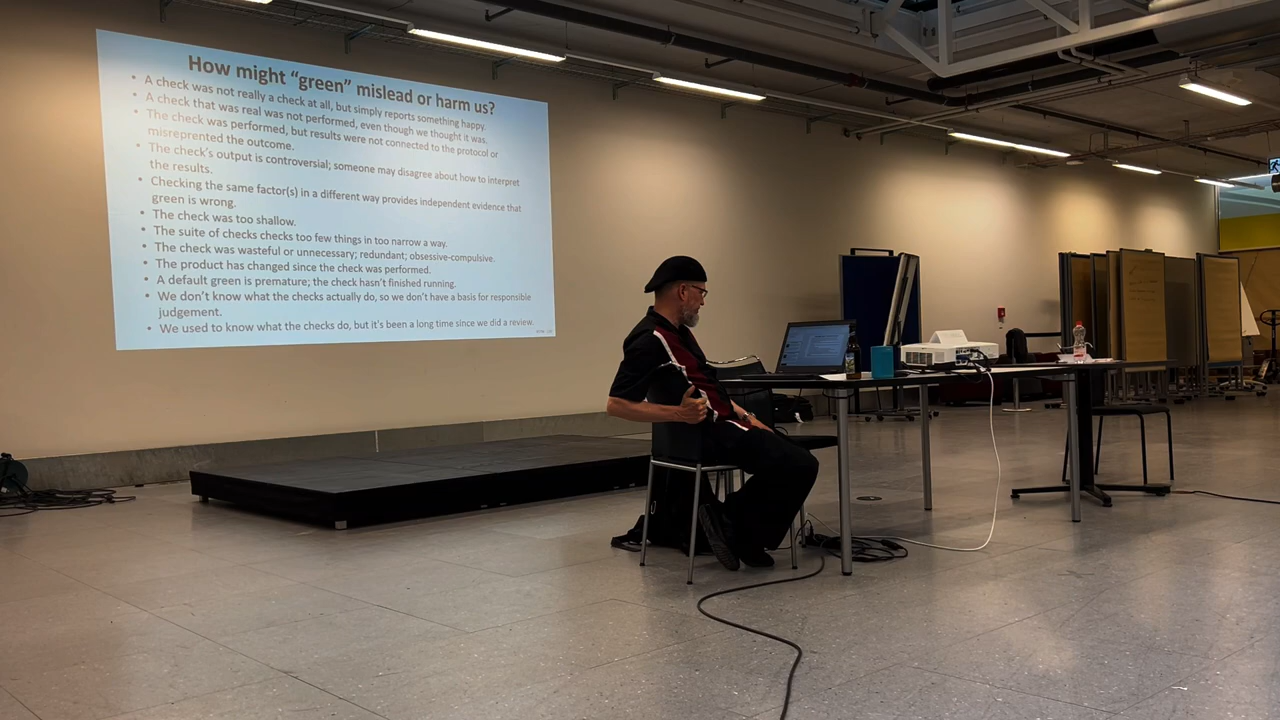 How might “green” mislead or harm us?
• A check was not really a check at all, but simply reports something happy.
• A check that was real was not performed, even though we thought it was.
• The check was performed, but results were not connected to the protocol or
misreprented the outcome.
• The check’s output is controversial; someone may disagree about how to interpret
the results.
• Checking the same factor(s) in a different way provides independent evidence that
green is wrong.
• The check was too shallow.
• The suite of checks checks too few things in too narrow a way.
• The check was wasteful or unnecessary; redundant; obsessive-compulsive.
• The product has changed since the check was performed.
• A default green is premature; the check hasn’t finished running.
• We don’t know what the checks actually do, so we don’t have a basis for responsible
judgement.
• We used to know what the checks do, but it’s been a long time since we did a review.